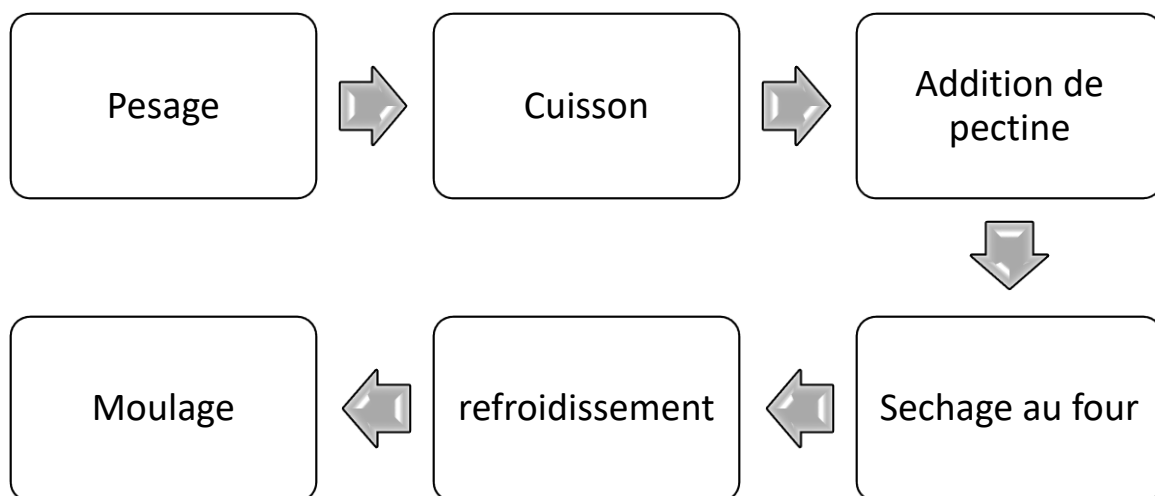 Pesage
Cuisson
Addition de
pectine
Sechage au four
refroidissement
Moulage